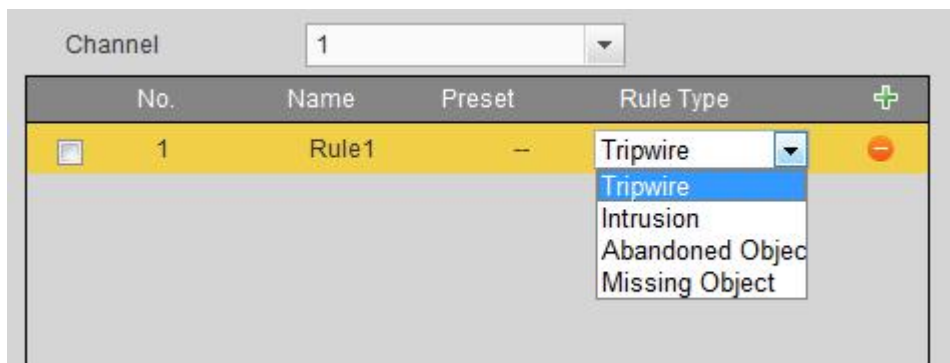 Channel 1
No. Name Preset Rule Type
1 Rule1 -- Tripwire
Tripwire
Intrusion
Abandoned Objec
Missing Object